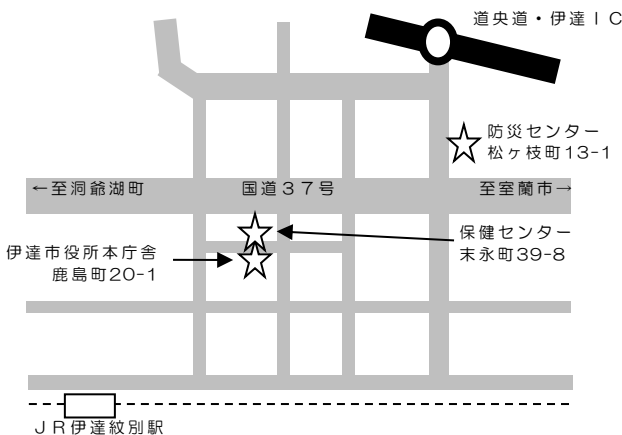 道央道・伊達ＩＣ
防災センター
松ヶ枝町13-1
←至洞爺湖町
国道３７号
至室蘭市→
保健センター
末永町39-8
伊達市役所本庁舎
鹿島町20-1
ＪＲ伊達紋別駅